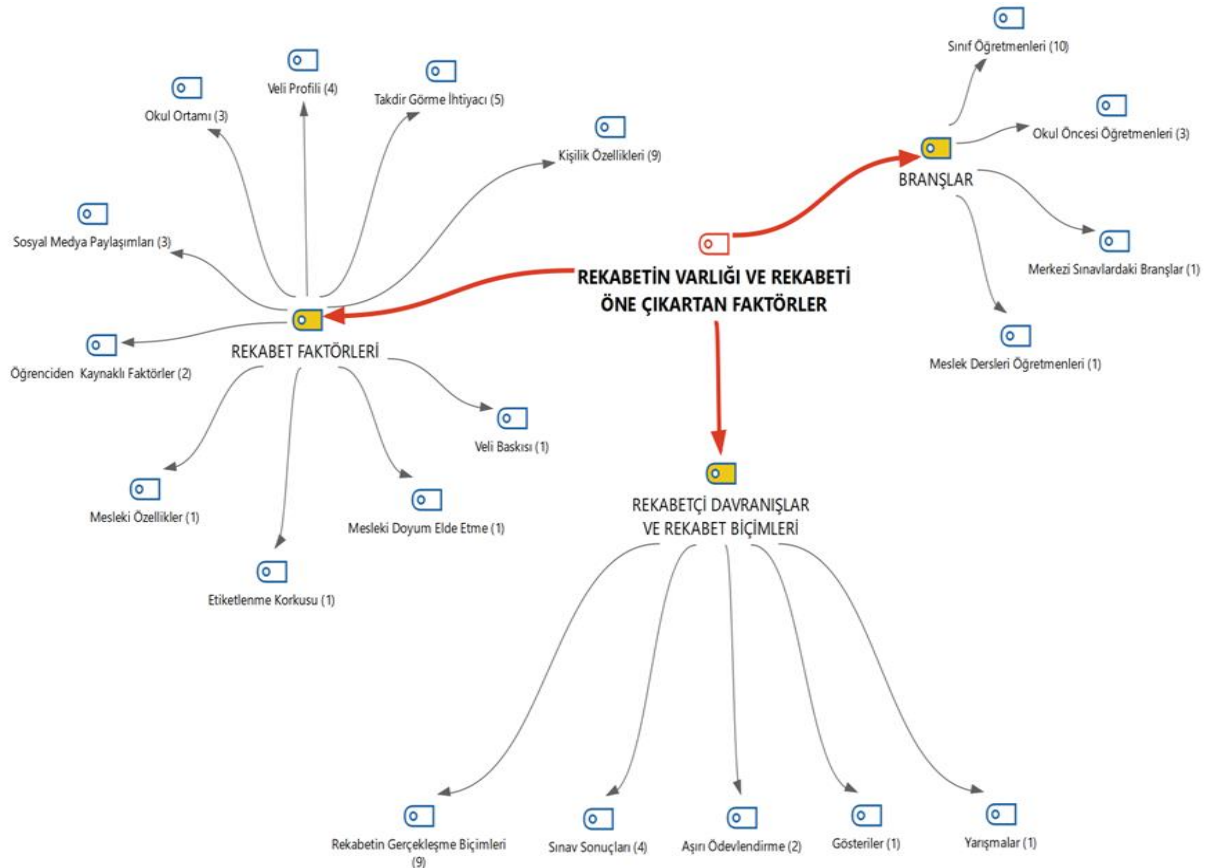 Sınıf Öğretmenleri (10)
Veli Profili (4)
Takdir Görme İhtiyacı (5)
Okul Ortamı (3)
Okul Öncesi Öğretmenleri (3)
Kişilik Özellikleri (9)
BRANŞLAR
Sosyal Medya Paylaşımları (3)
Merkezi Sınavlardaki Branşlar (1)
REKABETİN VARLIĞI VE REKABETİ
ÖNE ÇIKARTAN FAKTÖRLER
REKABET FAKTÖRLERİ
Meslek Dersleri Öğretmenleri (1)
Öğrenciden Kaynaklı Faktörler (2)
Veli Baskısı (1)
Mesleki Özellikler (1)
Mesleki Doyum Elde Etme (1)
REKABETÇİ DAVRANIŞLAR
VE REKABET BİÇİMLERİ
Etiketlenme Korkusu (1)
Rekabetin Gerçekleşme Biçimleri
(9)
Sınav Sonuçları (4)
Aşırı Ödevlendirme (2)
Gösteriler (1)
Yarışmalar (1)